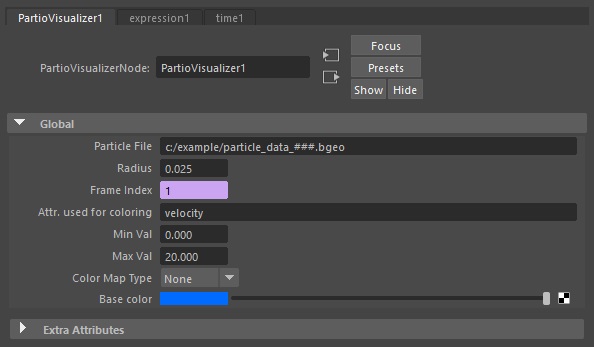 PartioVisualizer1 expression1 time1
Focus
PartioVisualizerNode: PartioVisualizer1
Presets
Show Hide
Global
Particle File c:/example/particle_data_###.bgeo
Radius 0.025
Frame Index 1
Attr. used for coloring velocity
Min Val 0.000
Max Val 20.000
Color Map Type None
Base color
Extra Attributes